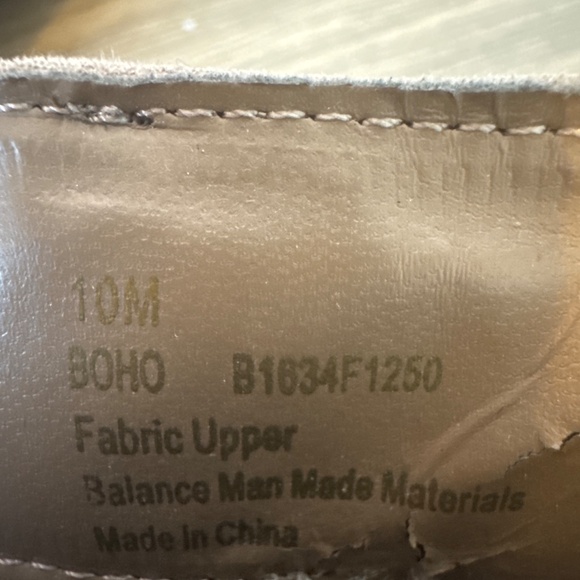 10M
BOHO B1634F1250
Fabric Upper
Balance Man Made Materials
Made In China